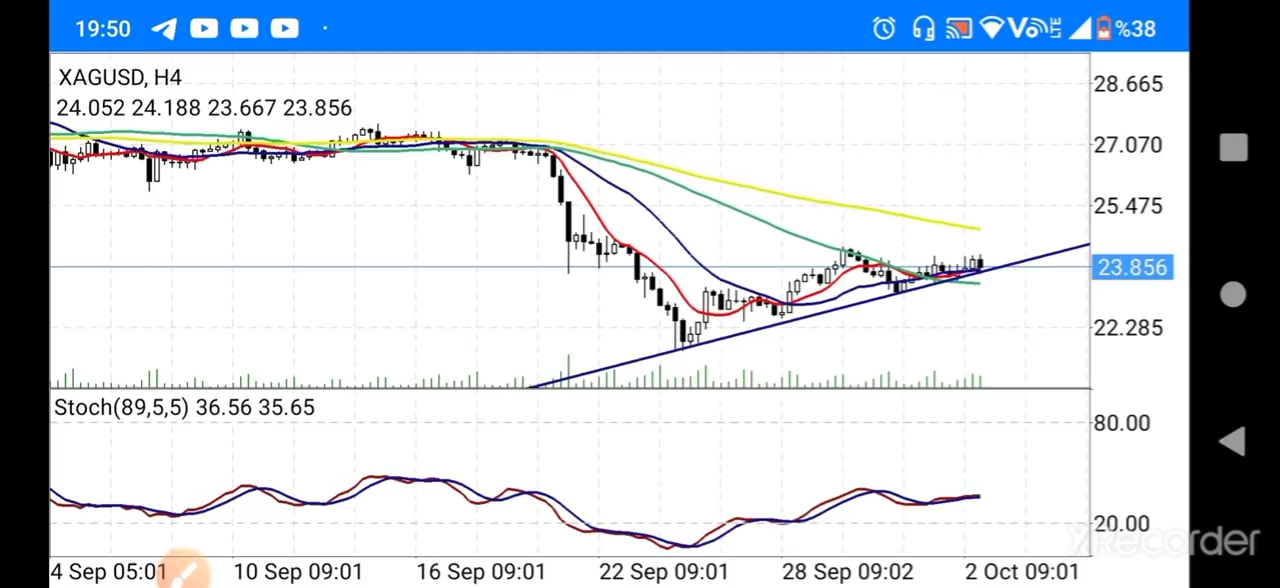 19:50 %38
XAGUSD, H4
24.052 24.188 23.667 23.856
28.665
27.070
25.475
23.856
22.285
Stoch(89,5,5) 36.56 35.65
80.00
20.00
4 Sep 05:01 10 Sep 09:01 16 Sep 09:01 22 Sep 09:01 28 Sep 09:02 2 Oct 09:01
XRecorder